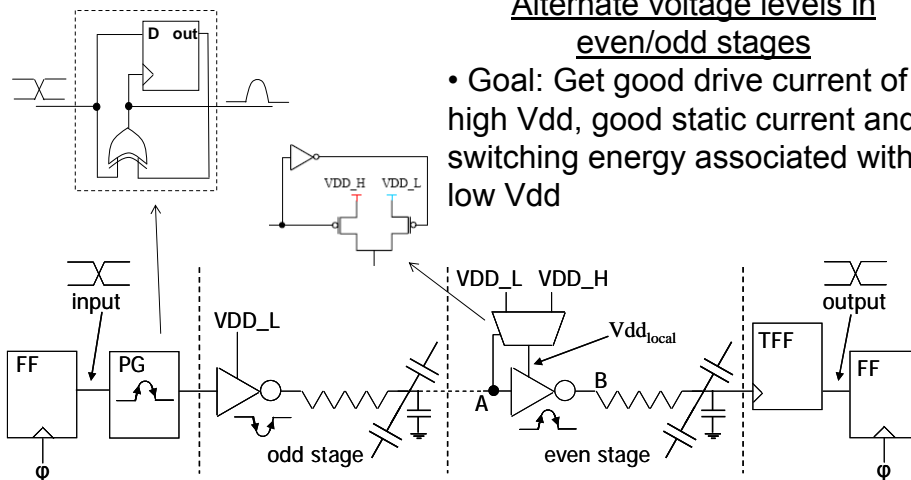 Alternate voltage levels in
even/odd stages
• Goal: Get good drive current of
high Vdd, good static current and
switching energy associated with
low Vdd
D out
VDD_H VDD_L
input
VDD_L
VDD_L VDD_H
output
Vddlocal
FF
PG
TFF
FF
A
B
odd stage
even stage
φ
φ